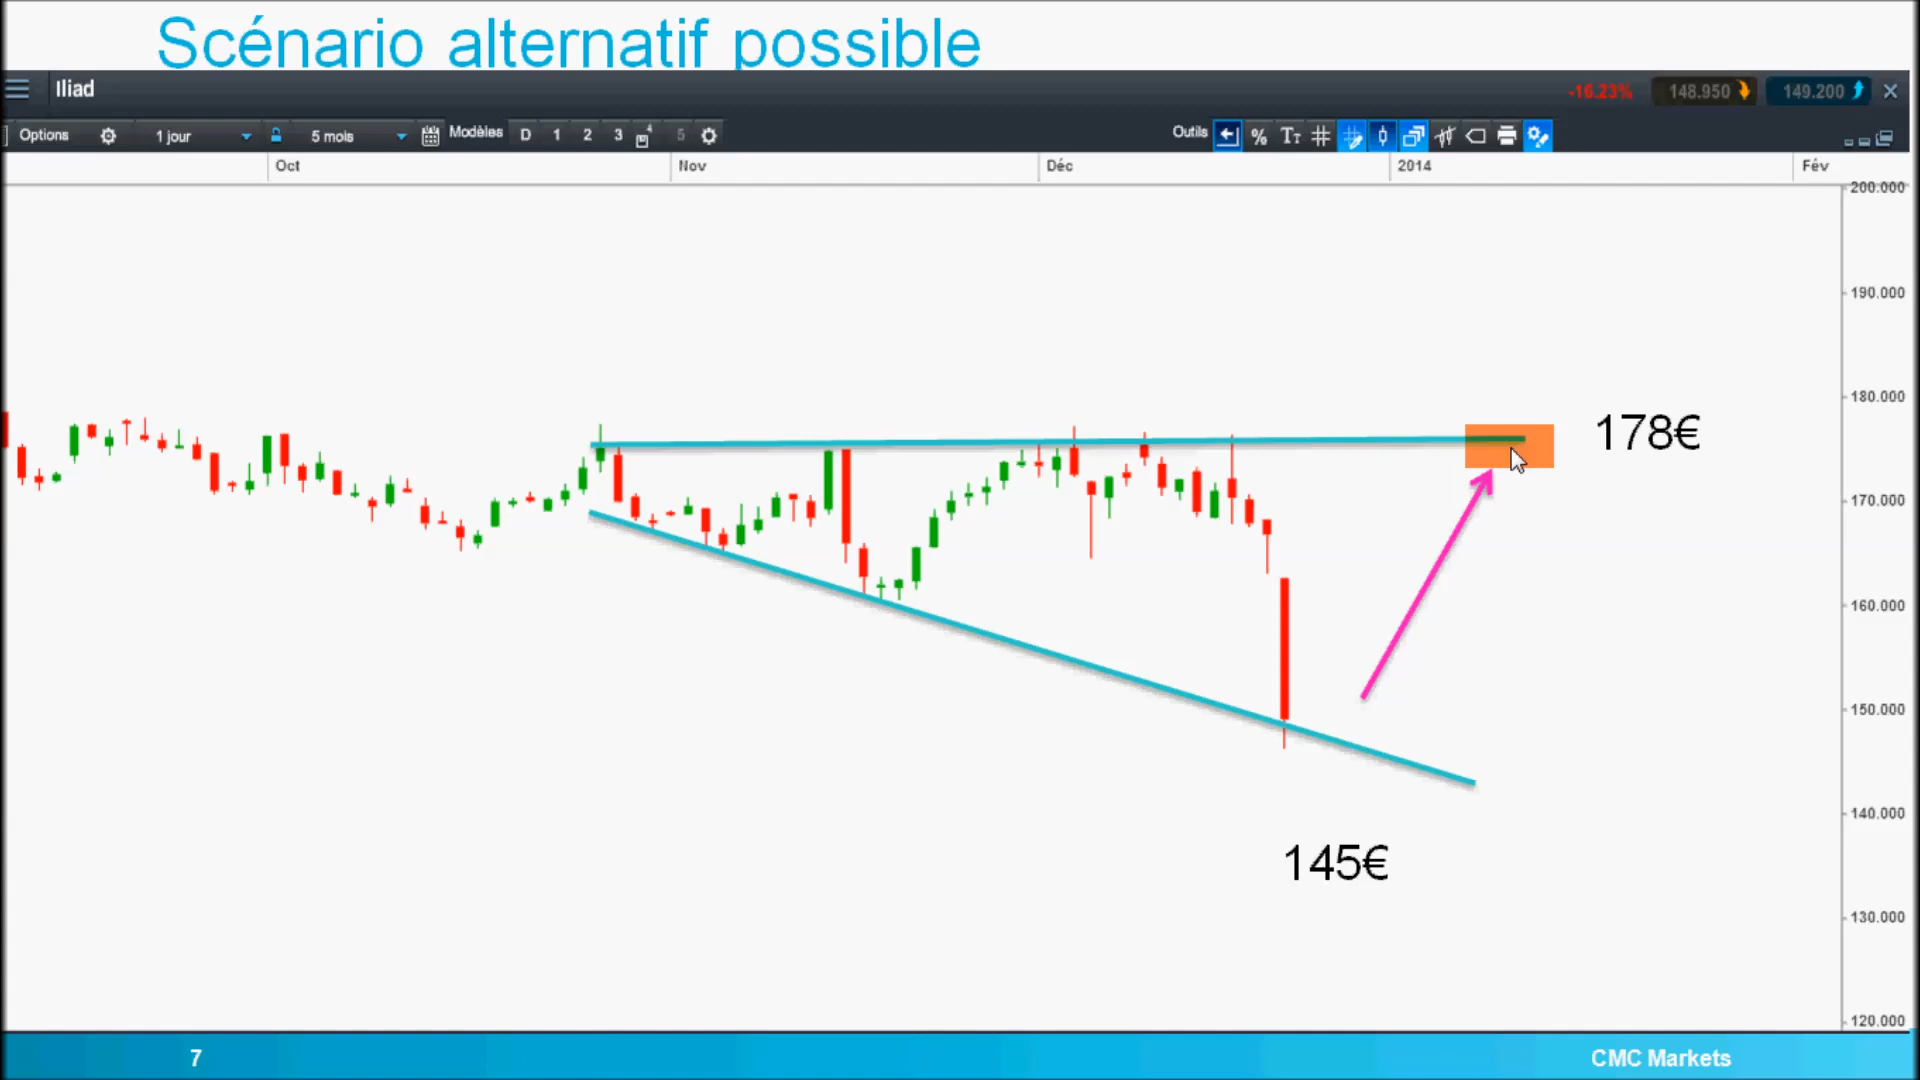 Scénario alternatif possible
Iliad
-16.23% 148.950 149.200
Options 1 jour 5 mois Modèles D 1 2 3 4 5 Outils % TT
Oct Nov Déc 2014 Fév
200.000
190.000
180.000
178€
170.000
160.000
150.000
140.000
145€
130.000
120.000
7 CMC Markets